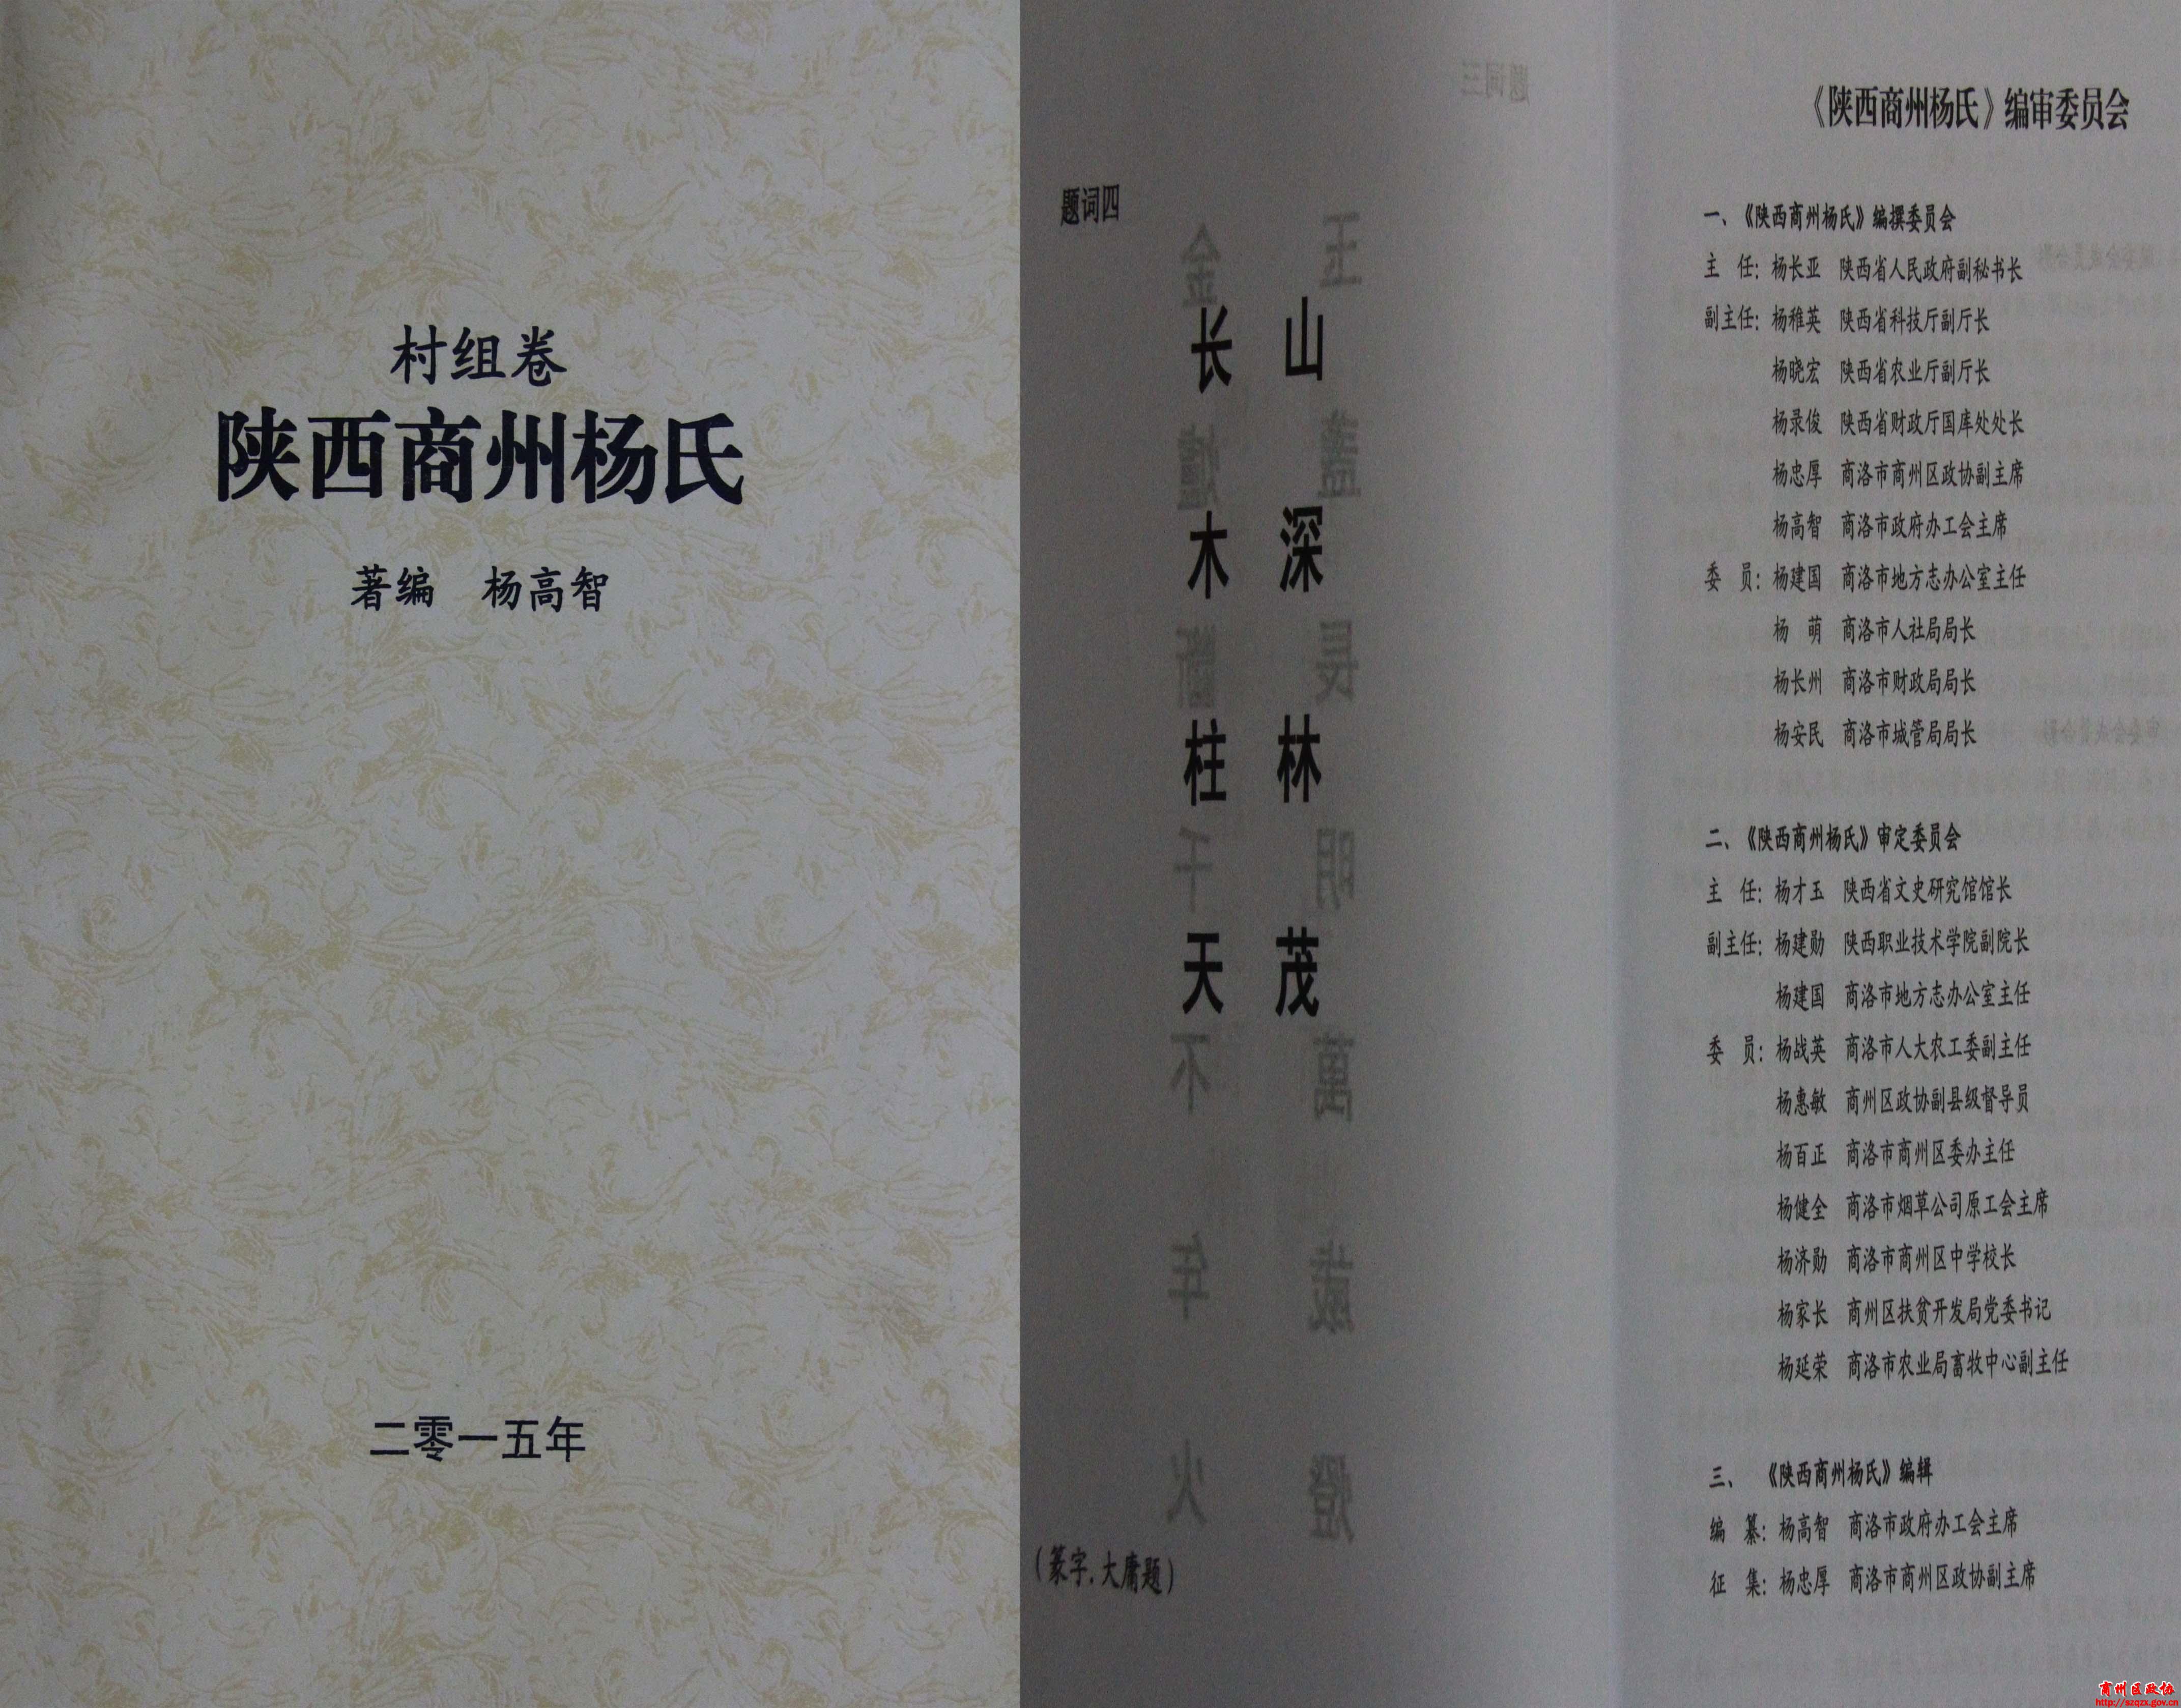 村组卷
陕西商州杨氏
著编 杨高智
二零一五年
题词四
山深林茂
长木柱天
(篆字,大庸题)
《陕西商州杨氏》编审委员会
一、《陕西商州杨氏》编撰委员会
主 任:杨长亚 陕西省人民政府副秘书长
副主任:杨稚英 陕西省科技厅副厅长
杨晓宏 陕西省农业厅副厅长
杨录俊 陕西省财政厅国库处处长
杨忠厚 商洛市商州区政协副主席
杨高智 商洛市政府办工会主席
委 员:杨建国 商洛市地方志办公室主任
杨 萌 商洛市人社局局长
杨长州 商洛市财政局局长
杨安民 商洛市城管局局长
二、《陕西商州杨氏》审定委员会
主 任:杨才玉 陕西省文史研究馆馆长
副主任:杨建勋 陕西职业技术学院副院长
杨建国 商洛市地方志办公室主任
委 员:杨战英 商洛市人大农工委副主任
杨惠敏 商州区政协副县级督导员
杨百正 商洛市商州区委办主任
杨健全 商洛市烟草公司原工会主席
杨济勋 商洛市商州区中学校长
杨家长 商州区扶贫开发局党委书记
杨延荣 商洛市农业局畜牧中心副主任
三、《陕西商州杨氏》编辑
编 纂:杨高智 商洛市政府办工会主席
征 集:杨忠厚 商洛市商州区政协副主席
商州区政协
http://szqzx.gov.cn